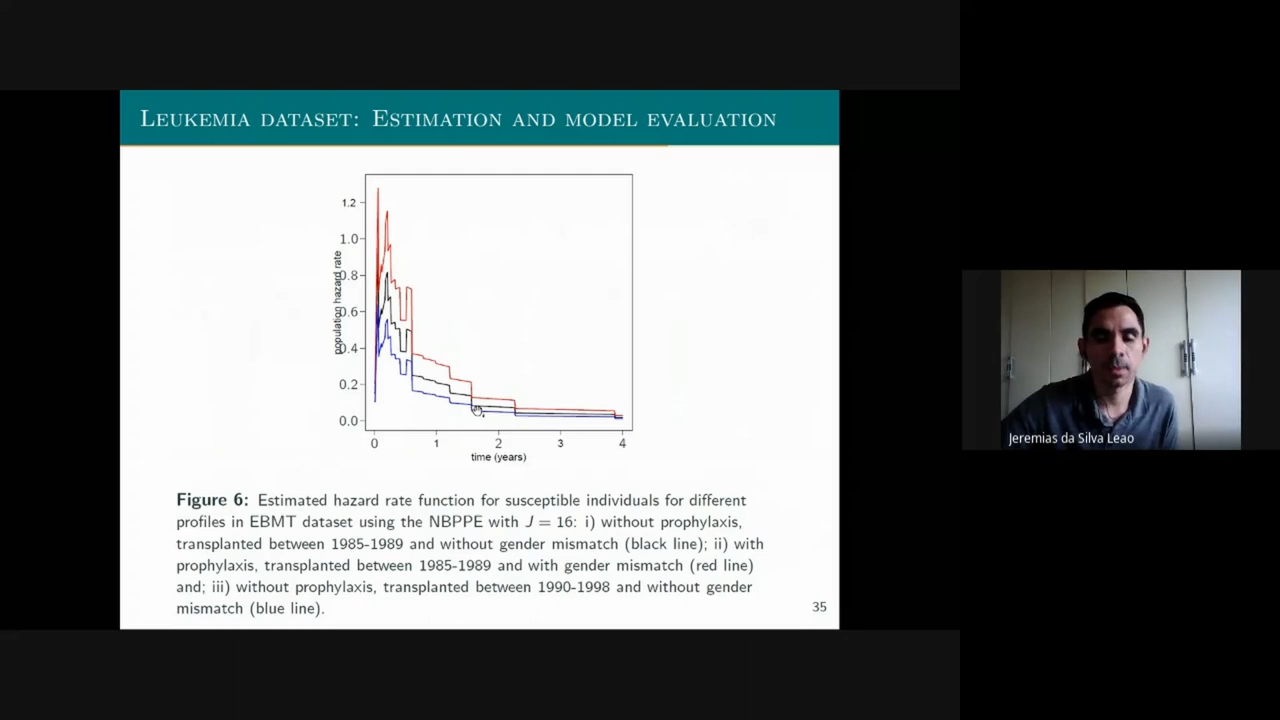 Leukemia dataset: Estimation and model evaluation
population hazard rate
1.2
1.0
0.8
0.6
0.4
0.2
0.0
0 1 2 3 4
time (years)
Figure 6: Estimated hazard rate function for susceptible individuals for different
profiles in EBMT dataset using the NBPPE with J = 16: i) without prophylaxis,
transplanted between 1985-1989 and without gender mismatch (black line); ii) with
prophylaxis, transplanted between 1985-1989 and with gender mismatch (red line)
and; iii) without prophylaxis, transplanted between 1990-1998 and without gender
mismatch (blue line).
35
Jeremias da Silva Leao